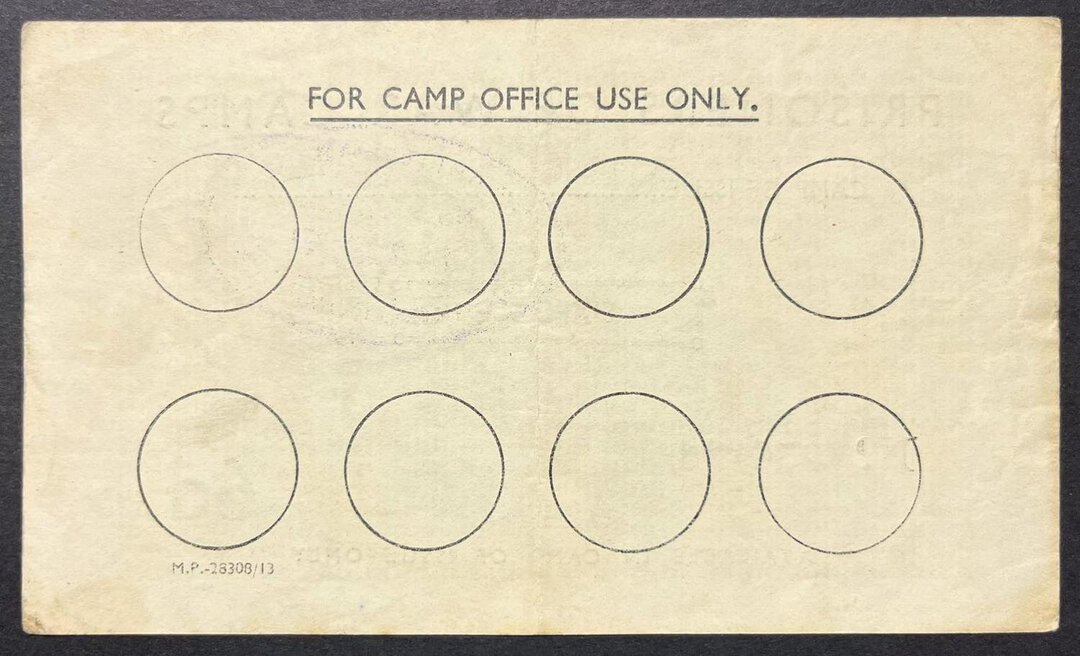 FOR CAMP OFFICE USE ONLY.
M.P.-28308/13